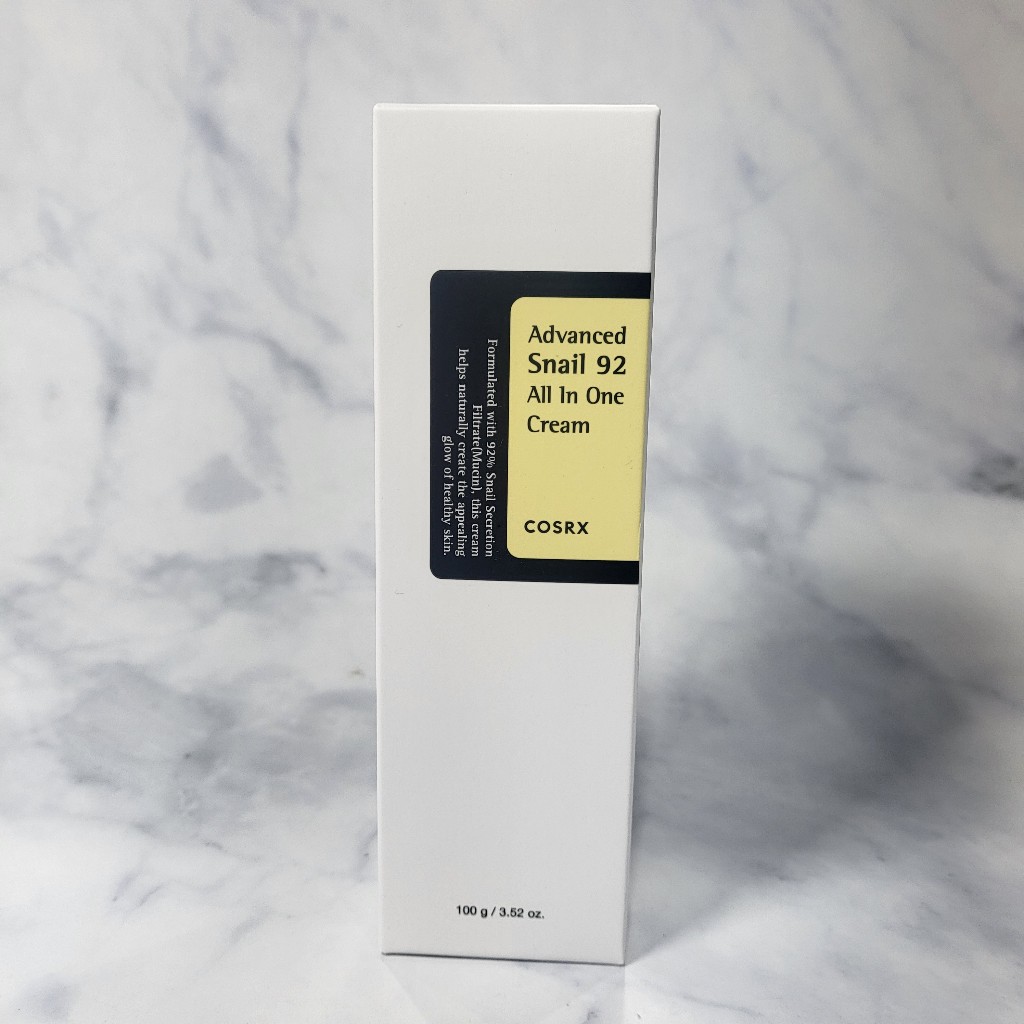 Advanced
Snail 92
All In One
Cream
COSRX
Formulated with 92% Snail Secretion
Filtrate(Mucin), this cream
helps naturally create the appealing
glow of healthy skin.
100 g / 3.52 oz.